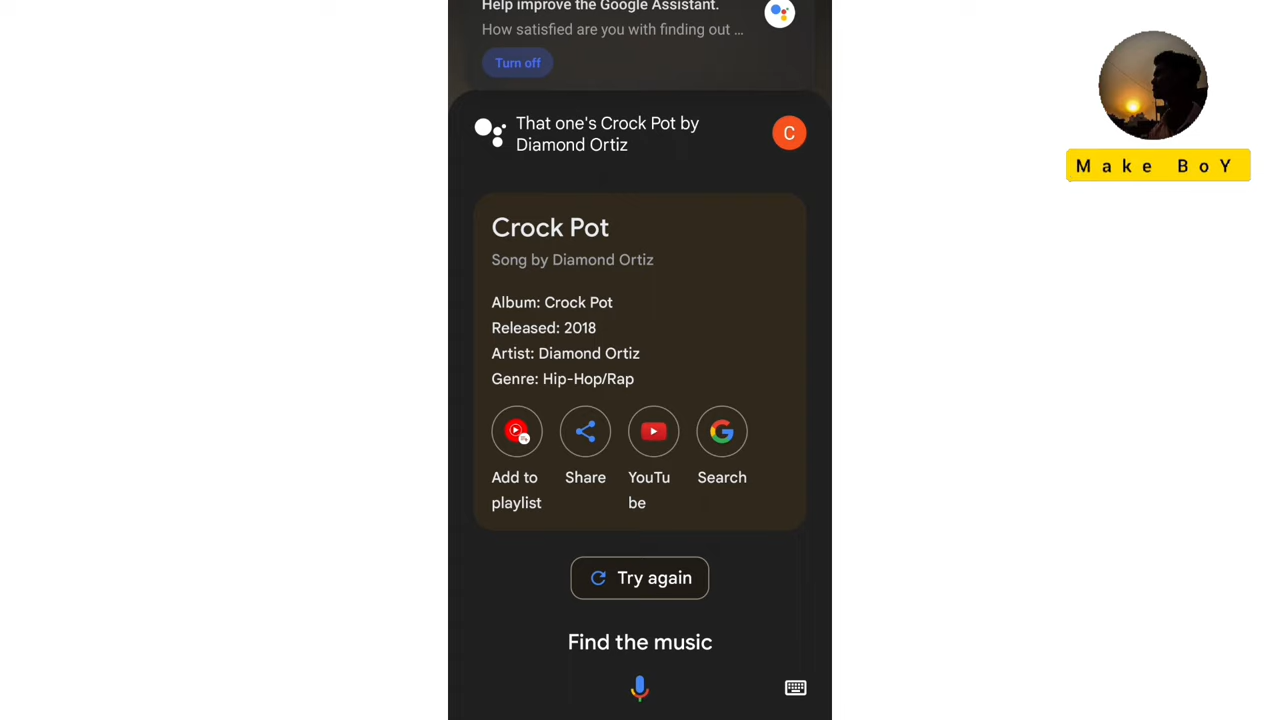 Help improve the Google Assistant.
How satisfied are you with finding out ...
Turn off
That one's Crock Pot by
Diamond Ortiz
C
Make BoY
Crock Pot
Song by Diamond Ortiz
Album: Crock Pot
Released: 2018
Artist: Diamond Ortiz
Genre: Hip-Hop/Rap
Add to
playlist
Share
YouTu
be
Search
Try again
Find the music